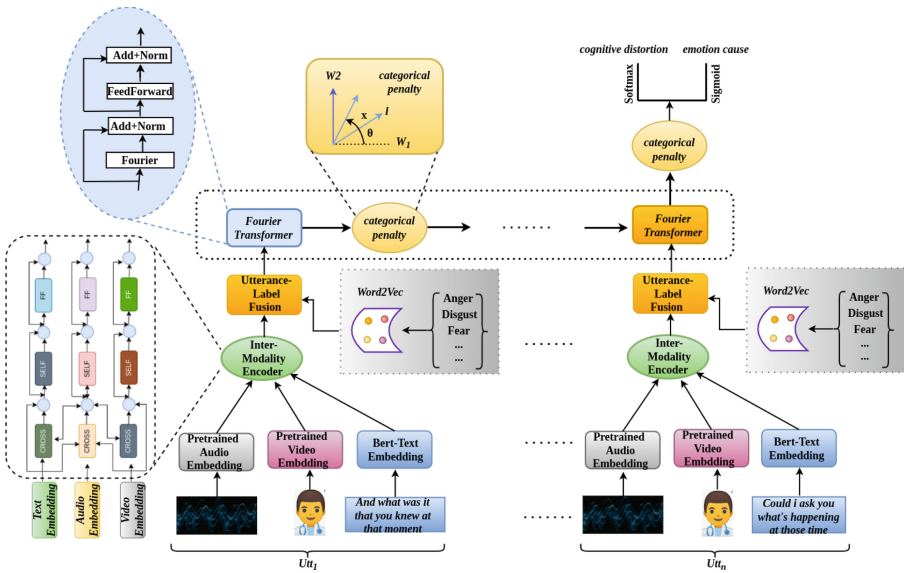 Add+Norm
FeedForward
Add+Norm
Fourier
W2
categorical
penalty
x
l
θ
W1
cognitive distortion
emotion cause
Softmax
Sigmoid
categorical
penalty
Fourier
Transformer
categorical
penalty
.......
Fourier
Transformer
FF
FF
FF
SELF
SELF
SELF
CROSS
CROSS
CROSS
Text
Embedding
Audio
Embedding
Video
Embedding
Utterance-
Label
Fusion
Word2Vec
Anger
Disgust
Fear
...
...
Inter-
Modality
Encoder
Pretrained
Audio
Embedding
Pretrained
Video
Embdding
Bert-Text
Embedding
And what was it
that you knew at
that moment
Utt1
.......
.......
.......
Utterance-
Label
Fusion
Word2Vec
Anger
Disgust
Fear
...
...
Inter-
Modality
Encoder
Pretrained
Audio
Embedding
Pretrained
Video
Embdding
Bert-Text
Embedding
Could i ask you
what's happening
at those time
Uttn